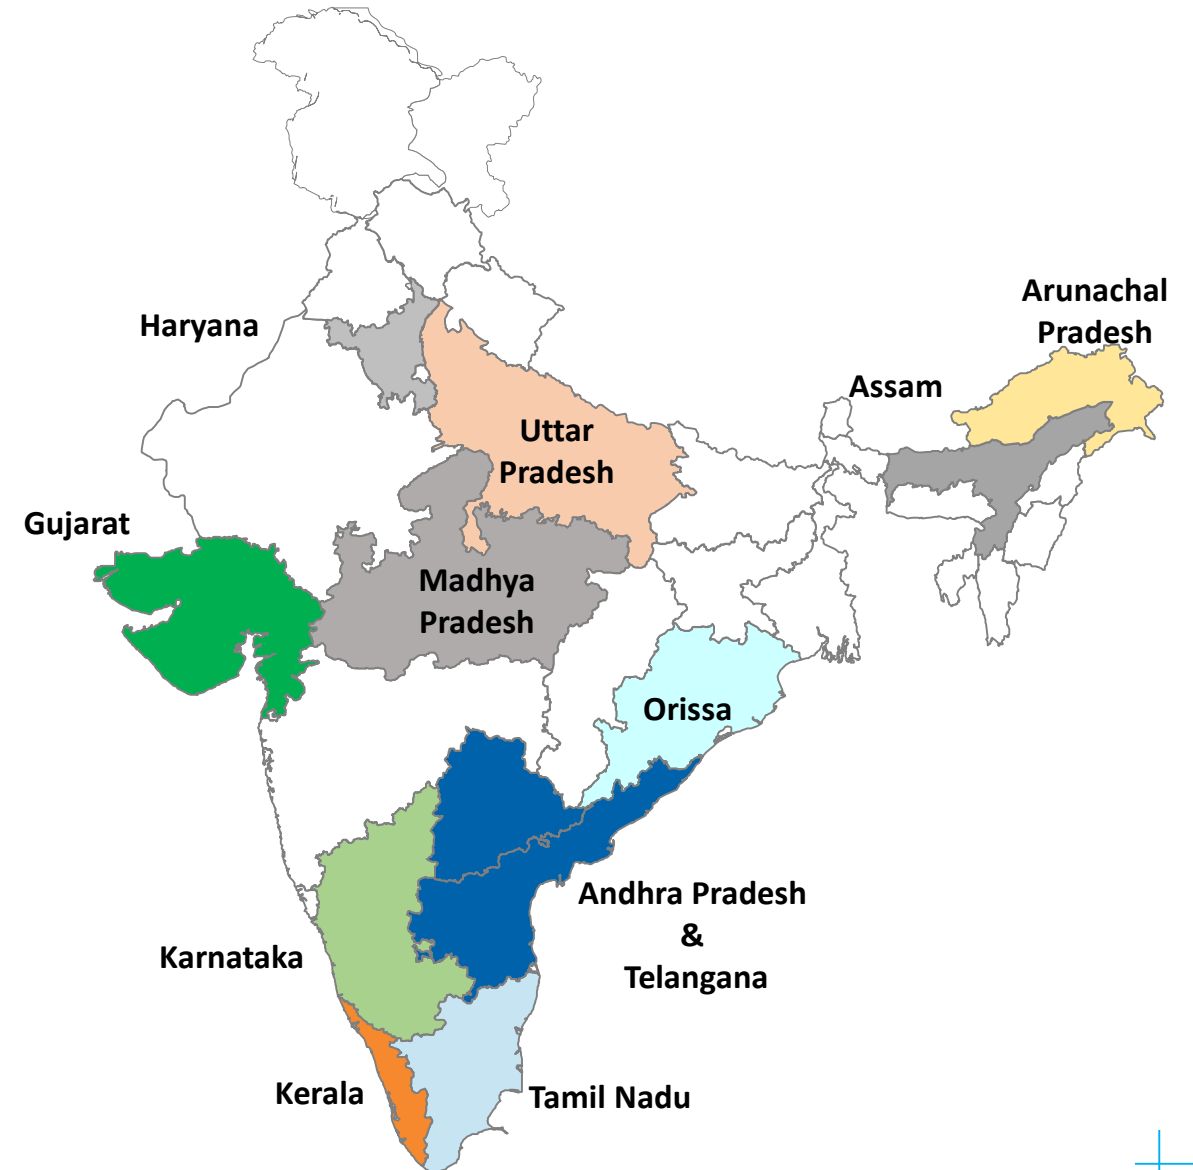 Arunachal
Pradesh
Haryana
Assam
Uttar
Pradesh
Gujarat
Madhya
Pradesh
Orissa
Andhra Pradesh
&
Telangana
Karnataka
Kerala
Tamil Nadu